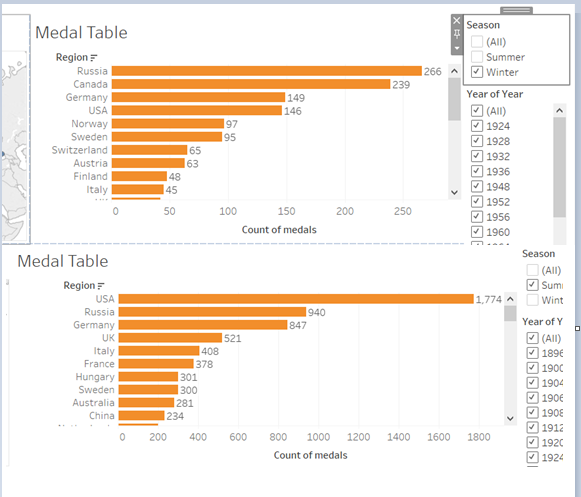 Medal Table
Region
Russia 266
Canada 239
Germany 149
USA 146
Norway 97
Sweden 95
Switzerland 65
Austria 63
Finland 48
Italy 45
0 50 100 150 200 250
Count of medals
Season
(All)
Summer
Winter
Year of Year
(All)
1924
1928
1932
1936
1948
1952
1956
1960
Medal Table
Region
USA 1,774
Russia 940
Germany 847
UK 521
Italy 408
France 378
Hungary 301
Sweden 300
Australia 281
China 234
0 200 400 600 800 1000 1200 1400 1600 1800
Count of medals
Season
(All)
Sum
Wint
Year of Y
(All)
1896
1900
1904
1906
1908
1912
1920
1924